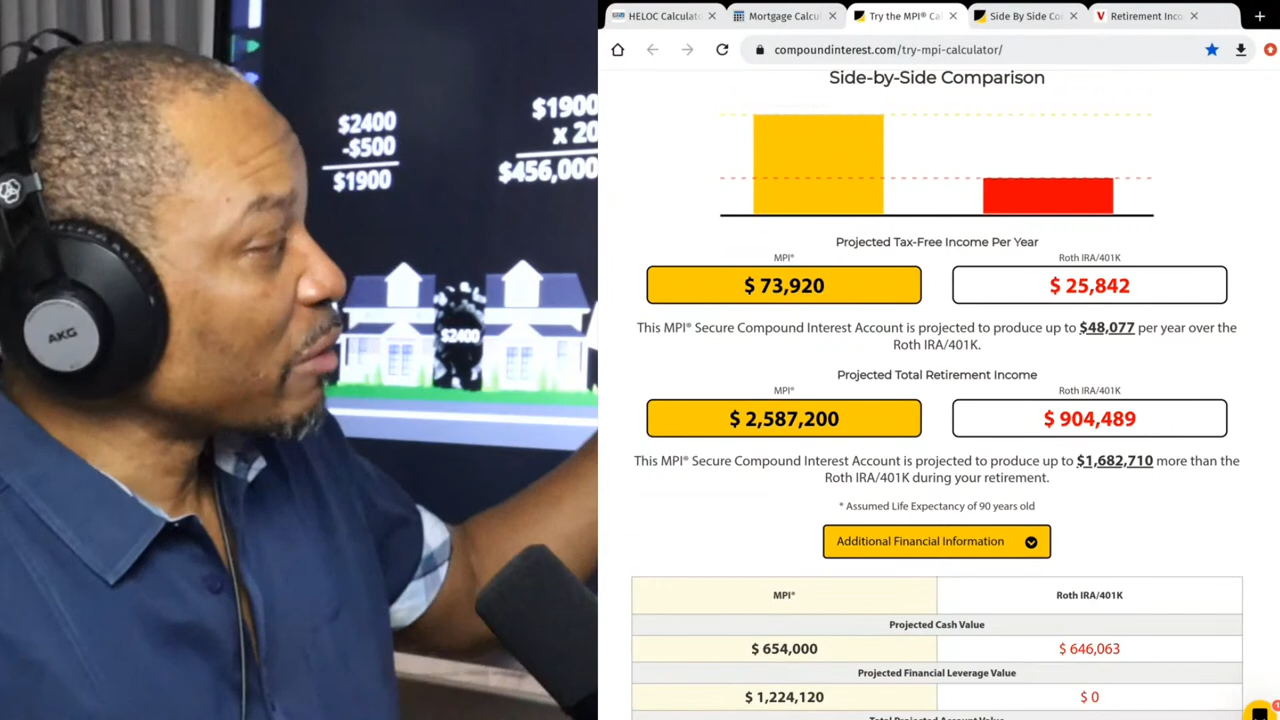 HELOC Calculat
Mortgage Calcu
Try the MPI® Ca
Side By Side Co
Retirement Inco
compoundinterest.com/try-mpi-calculator/
$2400
-$500
$1900
$1900
x 20
$456,000
$2400
AKG
Side-by-Side Comparison
Projected Tax-Free Income Per Year
MPI®
Roth IRA/401K
$ 73,920
$ 25,842
This MPI® Secure Compound Interest Account is projected to produce up to $48,077 per year over the
Roth IRA/401K.
Projected Total Retirement Income
MPI®
Roth IRA/401K
$ 2,587,200
$ 904,489
This MPI® Secure Compound Interest Account is projected to produce up to $1,682,710 more than the
Roth IRA/401K during your retirement.
* Assumed Life Expectancy of 90 years old
Additional Financial Information
MPI®
Roth IRA/401K
Projected Cash Value
$ 654,000
$ 646,063
Projected Financial Leverage Value
$ 1,224,120
$ 0
Total Projected Account Value